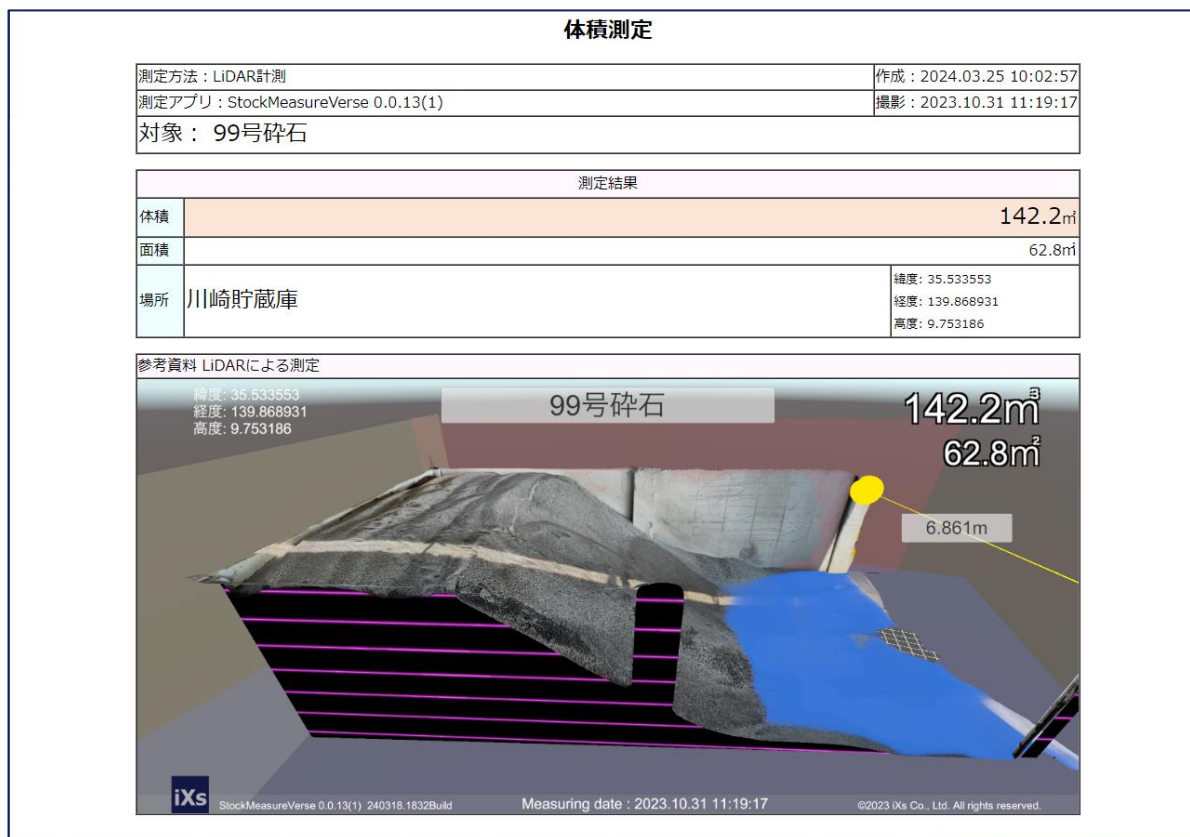 体積測定
測定方法：LiDAR計測
作成：2024.03.25 10:02:57
測定アプリ：StockMeasureVerse 0.0.13(1)
撮影：2023.10.31 11:19:17
対象： 99号砕石
測定結果
体積
142.2㎥
面積
62.8㎡
場所
川崎貯蔵庫
緯度: 35.533553
経度: 139.868931
高度: 9.753186
参考資料 LiDARによる測定
緯度: 35.533553
経度: 139.868931
高度: 9.753186
99号砕石
142.2㎥
62.8㎡
6.861m
iXs
StockMeasureVerse 0.0.13(1) 240318.1832Build
Measuring date : 2023.10.31 11:19:17
©2023 iXs Co., Ltd. All rights reserved.